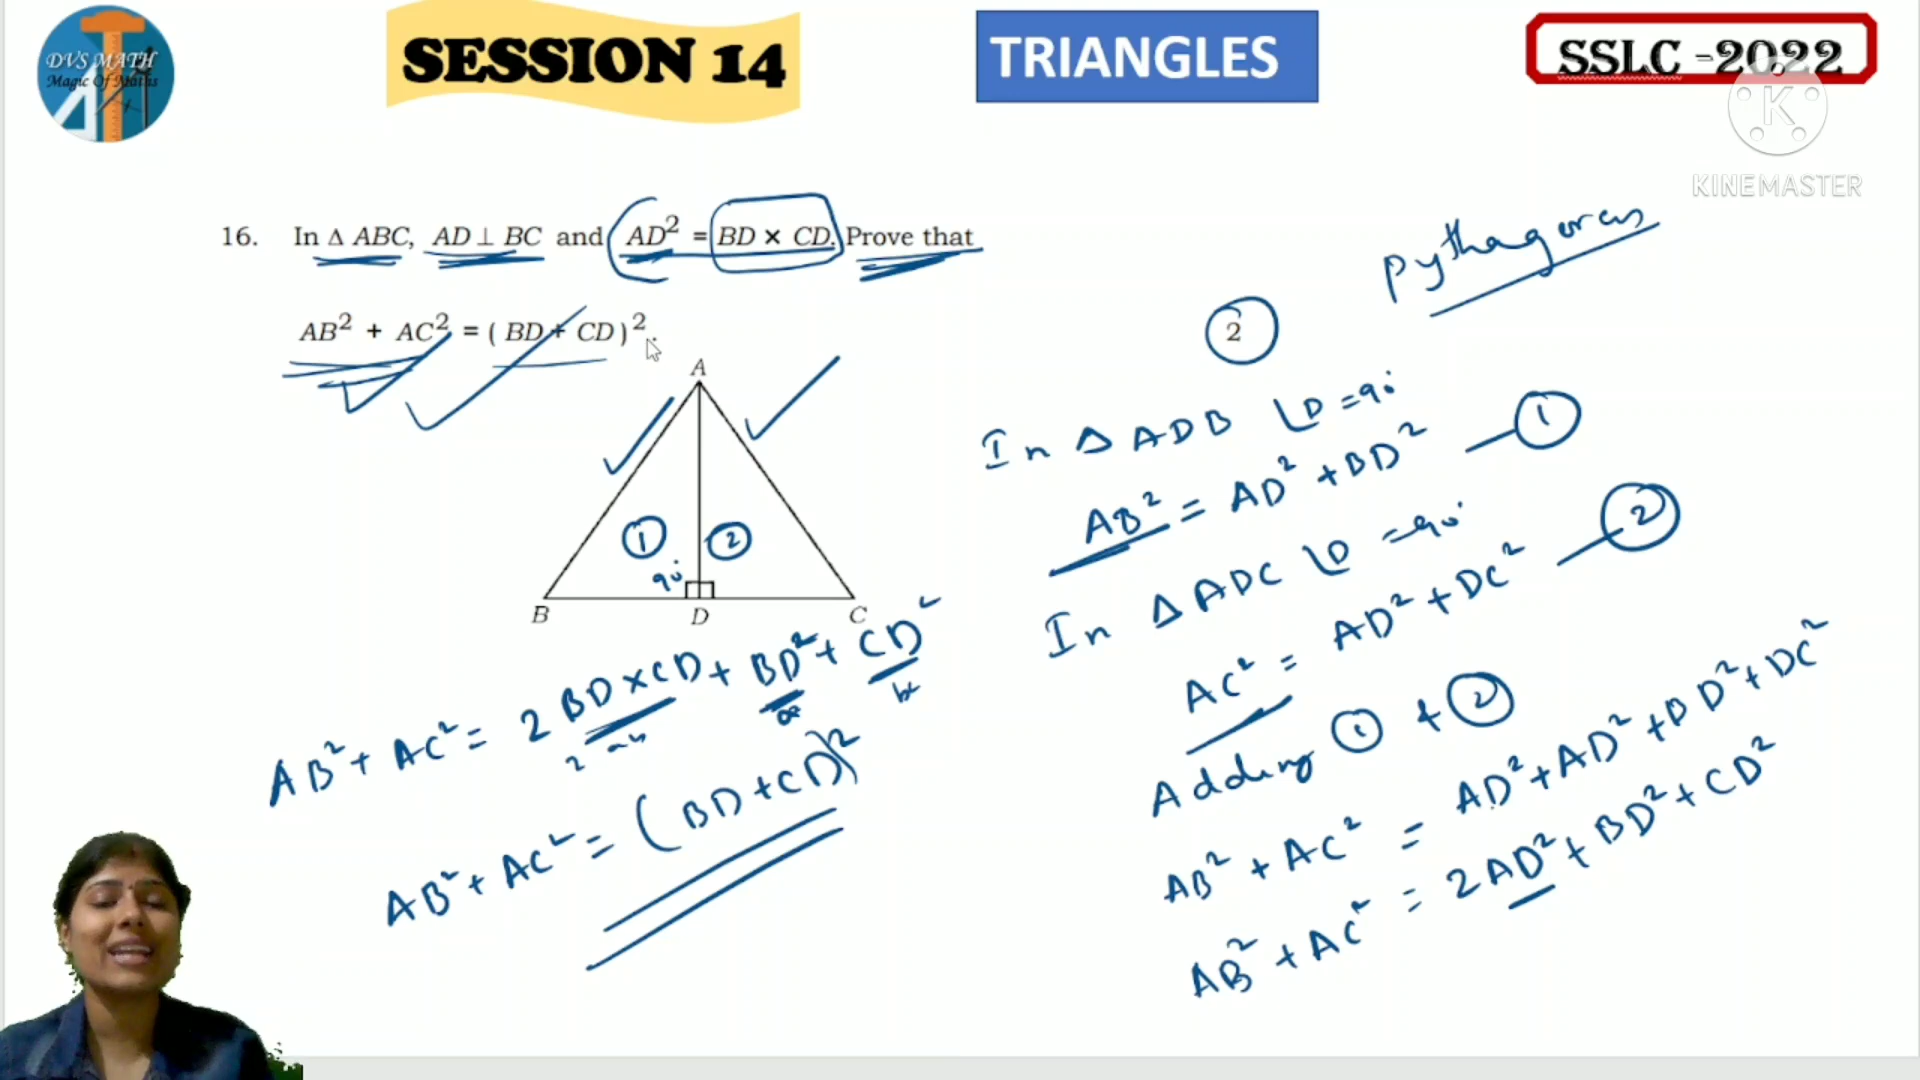 DVS MATH
Magic Of Maths
SESSION 14
TRIANGLES
SSLC -2022
K
KINEMASTER
16. In Δ ABC, AD ⊥ BC and AD² = BD × CD. Prove that
AB² + AC² = ( BD + CD )².
2
Pythagoras
A
1
2
90°
B
D
C
In Δ ADB ∟D = 90°
AB² = AD² + BD² — 1
In Δ ADC ∟D = 90°
AC² = AD² + DC² — 2
Adding 1 & 2
AB² + AC² = AD² + AD² + BD² + DC²
AB² + AC² = 2AD² + BD² + CD²
AB² + AC² = 2 BD × CD + BD² + CD²
2 ab
AB² + AC² = (BD + CD)²